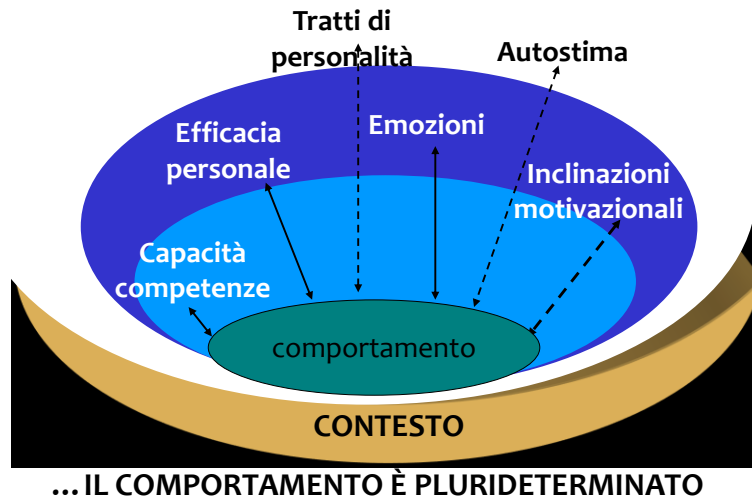 Tratti di
personalità
Autostima
Efficacia
personale
Emozioni
Inclinazioni
motivazionali
Capacità
competenze
comportamento
CONTESTO
...IL COMPORTAMENTO È PLURIDETERMINATO